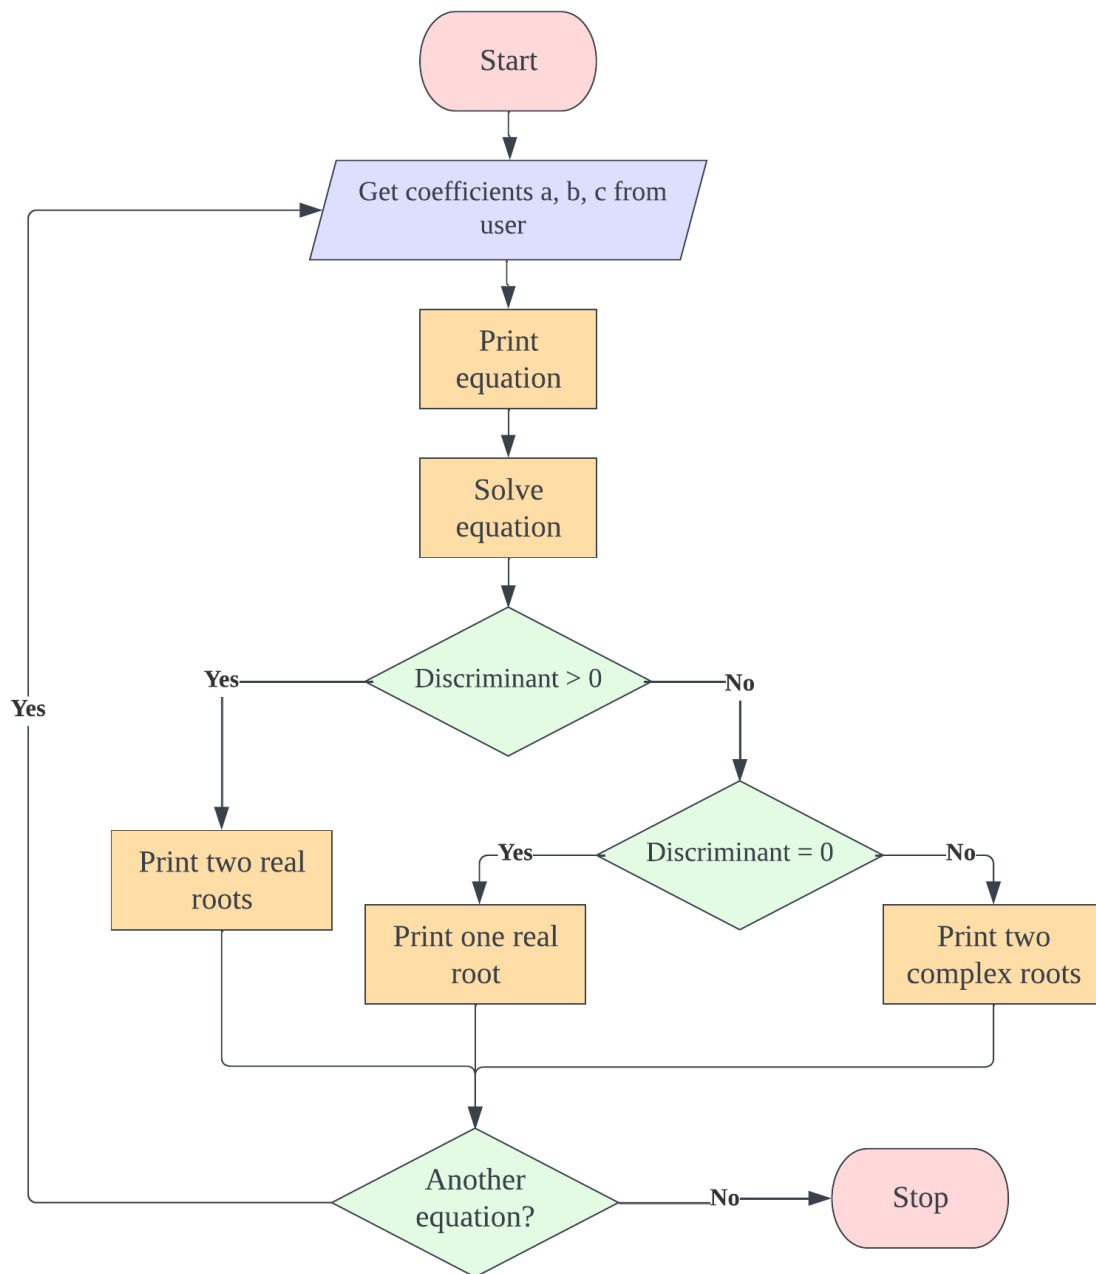 Start
Get coefficients a, b, c from
user
Print
equation
Solve
equation
Discriminant > 0
Yes
No
Yes
Discriminant = 0
Yes
No
Print two real
roots
Print one real
root
Print two
complex roots
Another
equation?
No
Stop